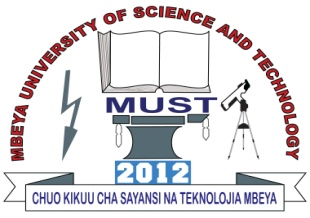 MBEYA UNIVERSITY OF SCIENCE AND TECHNOLOGY
MUST
2012
CHUO KIKUU CHA SAYANSI NA TEKNOLOJIA MBEYA